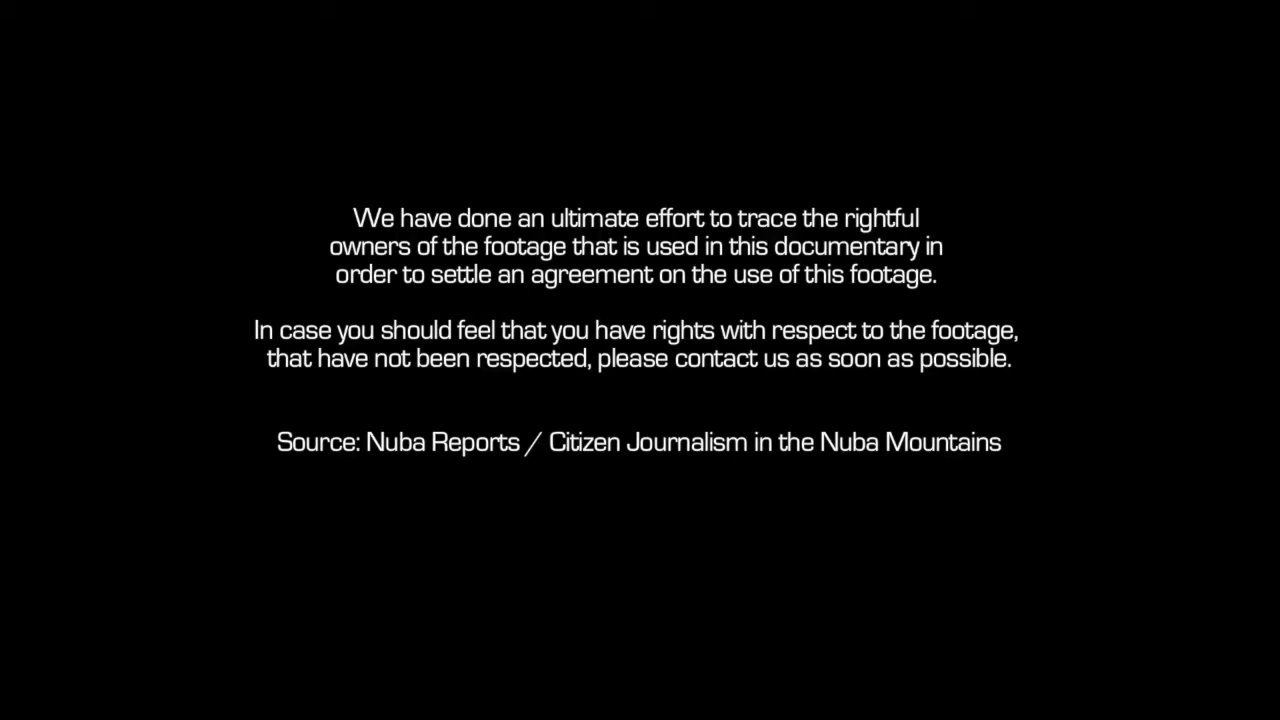 We have done an ultimate effort to trace the rightful
owners of the footage that is used in this documentary in
order to settle an agreement on the use of this footage.
In case you should feel that you have rights with respect to the footage,
that have not been respected, please contact us as soon as possible.
Source: Nuba Reports / Citizen Journalism in the Nuba Mountains